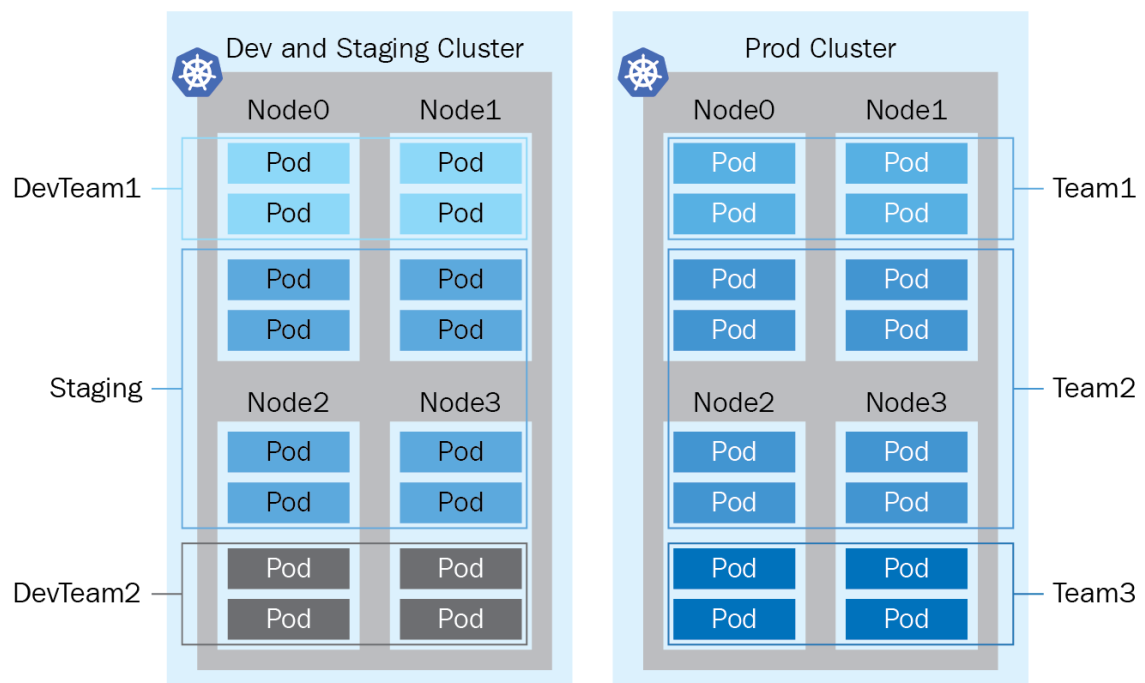 Dev and Staging Cluster
Node0 Node1
Pod Pod
Pod Pod
DevTeam1
Pod Pod
Pod Pod
Staging
Node2 Node3
Pod Pod
Pod Pod
Pod Pod
DevTeam2
Pod Pod
Prod Cluster
Node0 Node1
Pod Pod
Team1
Pod Pod
Pod Pod
Pod Pod
Team2
Node2 Node3
Pod Pod
Pod Pod
Pod Pod
Team3
Pod Pod